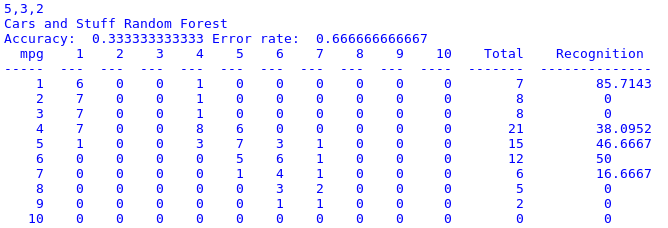 5,3,2
Cars and Stuff Random Forest
Accuracy:  0.333333333333 Error rate:  0.666666666667
  mpg    1    2    3    4    5    6    7    8    9    10    Total    Recognition
-----  ---  ---  ---  ---  ---  ---  ---  ---  ---  ----  -------  --------------
    1    6    0    0    1    0    0    0    0    0     0        7         85.7143
    2    7    0    0    1    0    0    0    0    0     0        8          0
    3    7    0    0    1    0    0    0    0    0     0        8          0
    4    7    0    0    8    6    0    0    0    0     0       21         38.0952
    5    1    0    0    3    7    3    1    0    0     0       15         46.6667
    6    0    0    0    0    5    6    1    0    0     0       12         50
    7    0    0    0    0    1    4    1    0    0     0        6         16.6667
    8    0    0    0    0    0    3    2    0    0     0        5          0
    9    0    0    0    0    0    1    1    0    0     0        2          0
   10    0    0    0    0    0    0    0    0    0     0        0          0